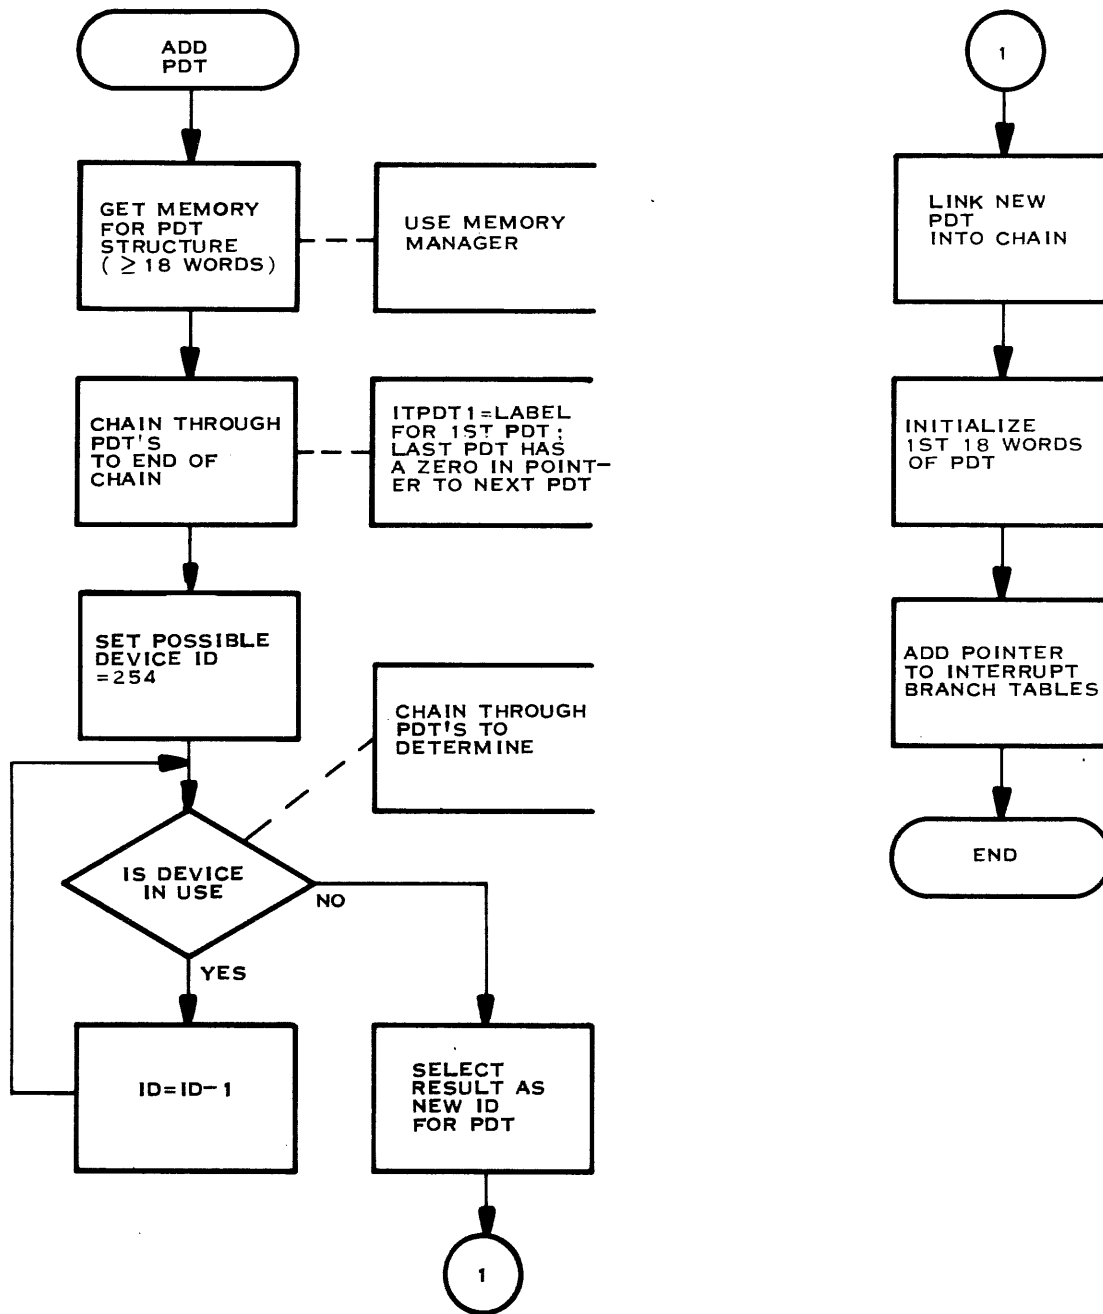 ADD
PDT
GET MEMORY
FOR PDT
STRUCTURE
( ≥ 18 WORDS)
USE MEMORY
MANAGER
CHAIN THROUGH
PDT'S
TO END OF
CHAIN
ITPDT1=LABEL
FOR 1ST PDT;
LAST PDT HAS
A ZERO IN POINT-
ER TO NEXT PDT
SET POSSIBLE
DEVICE ID
=254
CHAIN THROUGH
PDT'S TO
DETERMINE
IS DEVICE
IN USE
NO
YES
ID=ID-1
SELECT
RESULT AS
NEW ID
FOR PDT
1
1
LINK NEW
PDT
INTO CHAIN
INITIALIZE
1ST 18 WORDS
OF PDT
ADD POINTER
TO INTERRUPT
BRANCH TABLES
END